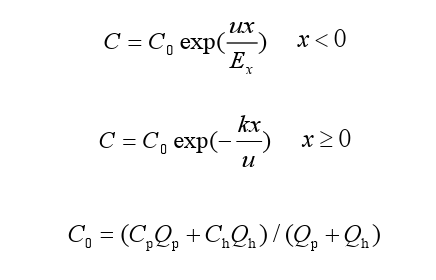 C = C₀ exp(ux/Eₓ)  x < 0
C = C₀ exp(−kx/u)  x ≥ 0
C₀ = (CₚQₚ + CₕQₕ) / (Qₚ + Qₕ)